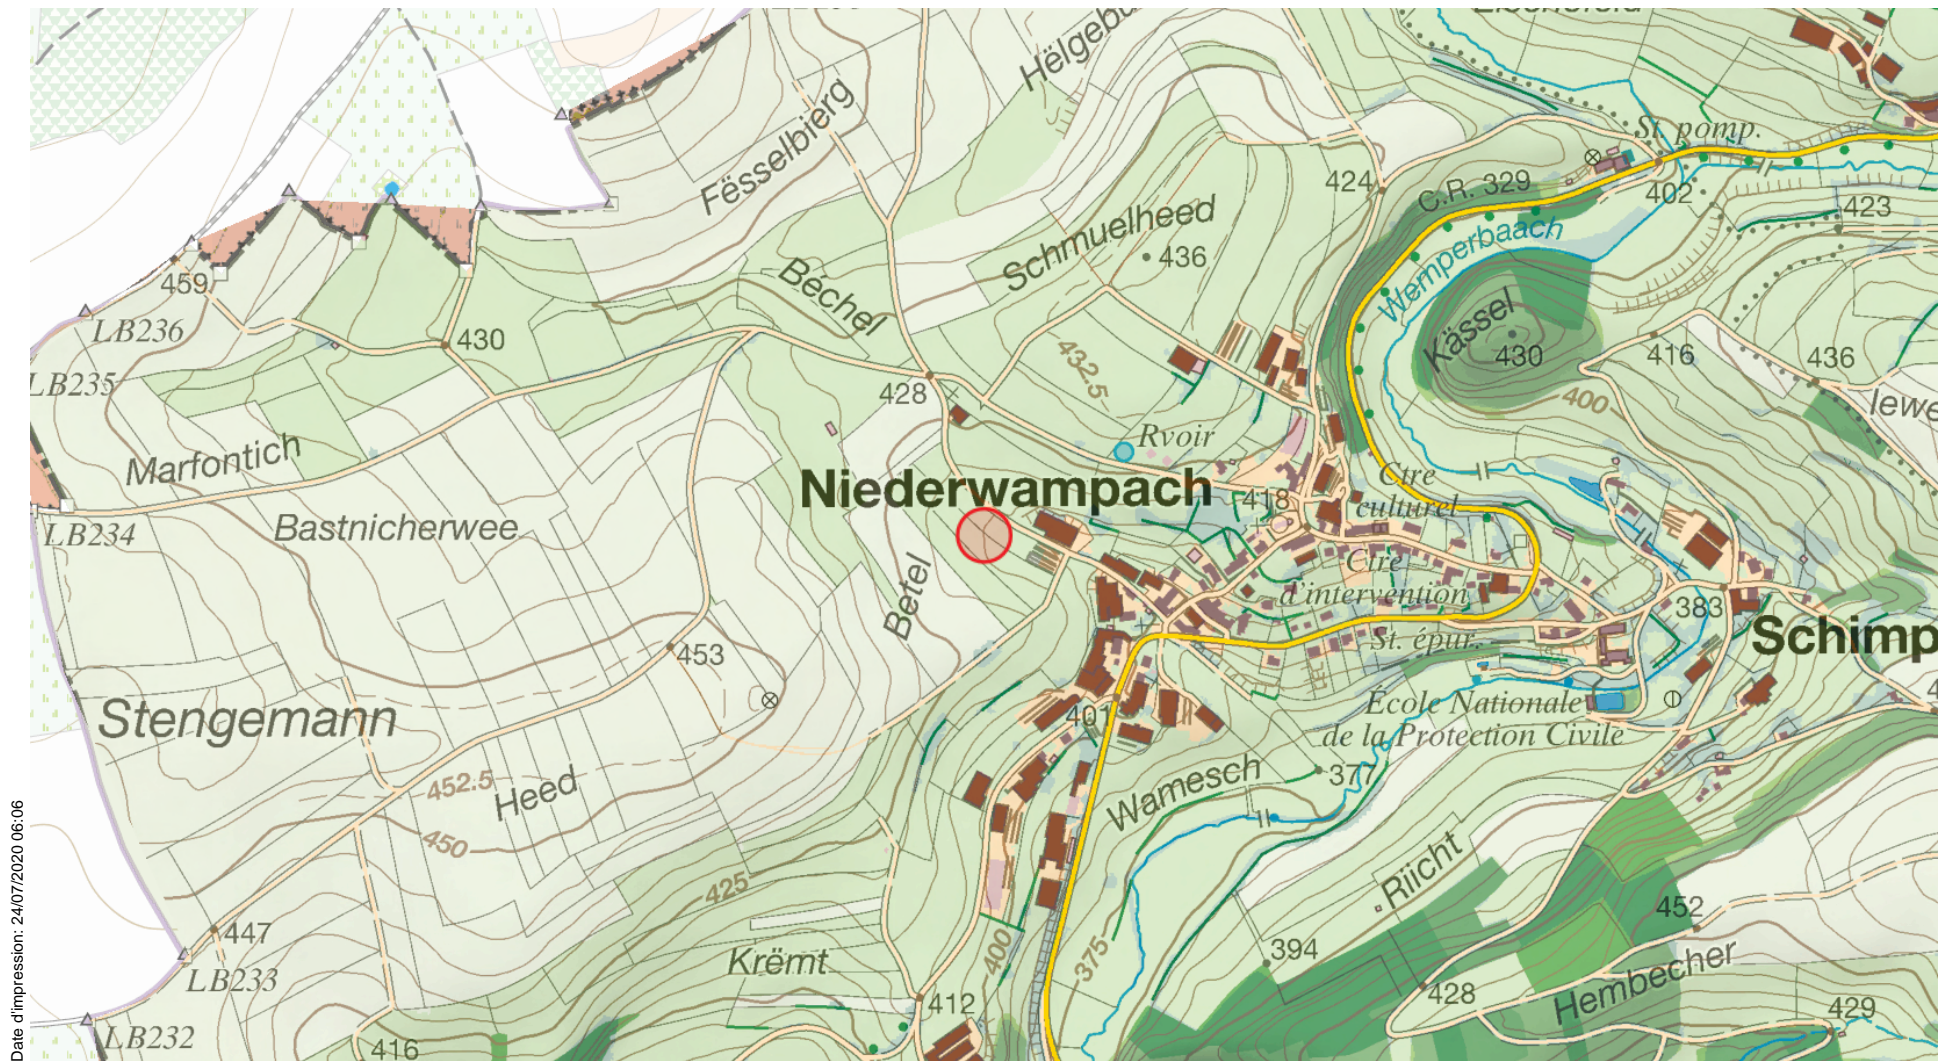 Hëlgeb
St. pomp.
Fësselbierg
424
C.R. 329
402
423
Schmuelheed
436
Wemperbaach
459
Bëchel
LB236
430
Kässel
430
416
436
LB235
432.5
428
400
Iewe
Rvoir
Marfontich
Niederwampach
418
Ctre
culturel
LB234
Bastnicherwee
Betel
Ctre
d'intervention
383
Schimp
453
St. épur.
Stengemann
École Nationale
de la Protection Civile
401
452.5
Heed
Wamesch
377
450
425
Riicht
452
447
400
375
394
Krëmt
LB233
428
Hembecher
412
429
LB232
416
Date d'impression: 24/07/2020 06:06